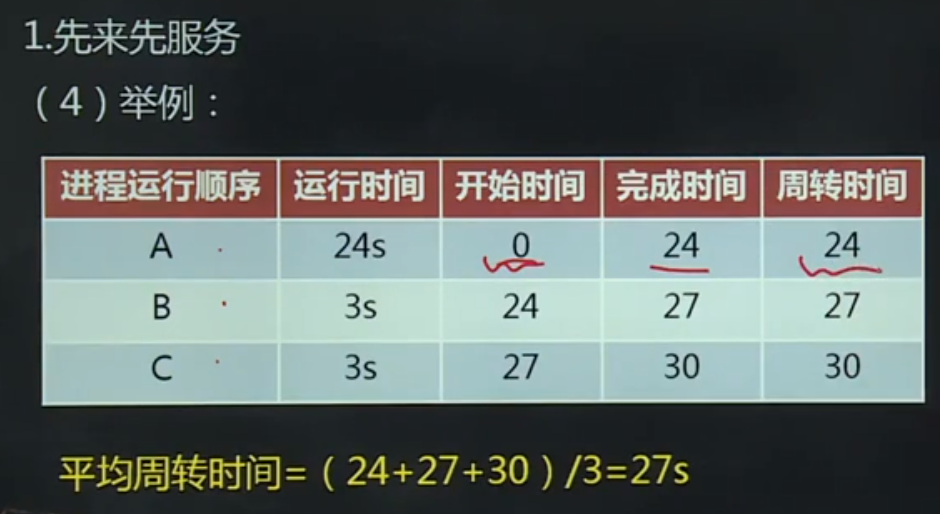 1.先来先服务
（4）举例：
进程运行顺序 运行时间 开始时间 完成时间 周转时间
A 24s 0 24 24
B 3s 24 27 27
C 3s 27 30 30
平均周转时间=（24+27+30）/3=27s